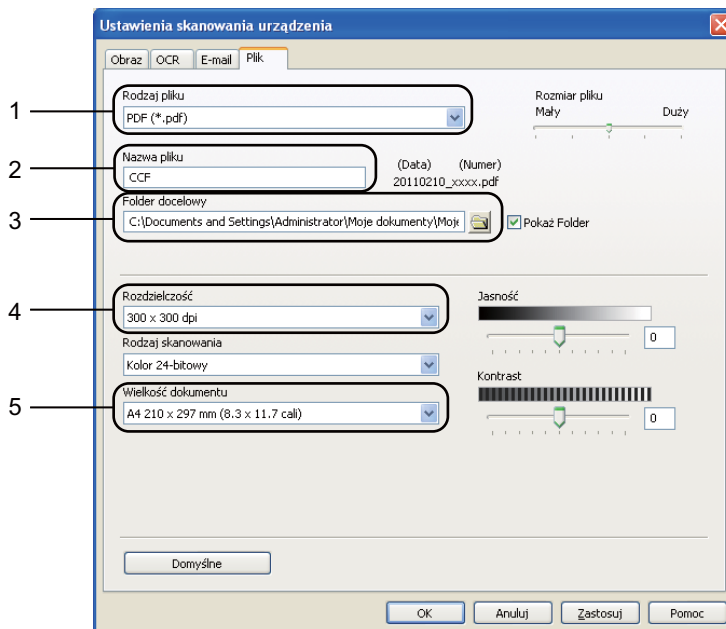 Ustawienia skanowania urządzenia
Obraz OCR E-mail Plik
1
Rodzaj pliku
PDF (*.pdf)
Rozmiar pliku
Mały Duży
2
Nazwa pliku
CCF
(Data) (Numer)
20110210_xxxx.pdf
3
Folder docelowy
C:\Documents and Settings\Administrator\Moje dokumenty\Moje
Pokaż Folder
4
Rozdzielczość
300 x 300 dpi
Jasność
0
Rodzaj skanowania
Kolor 24-bitowy
Kontrast
0
5
Wielkość dokumentu
A4 210 x 297 mm (8.3 x 11.7 cali)
Domyślne
OK Anuluj Zastosuj Pomoc